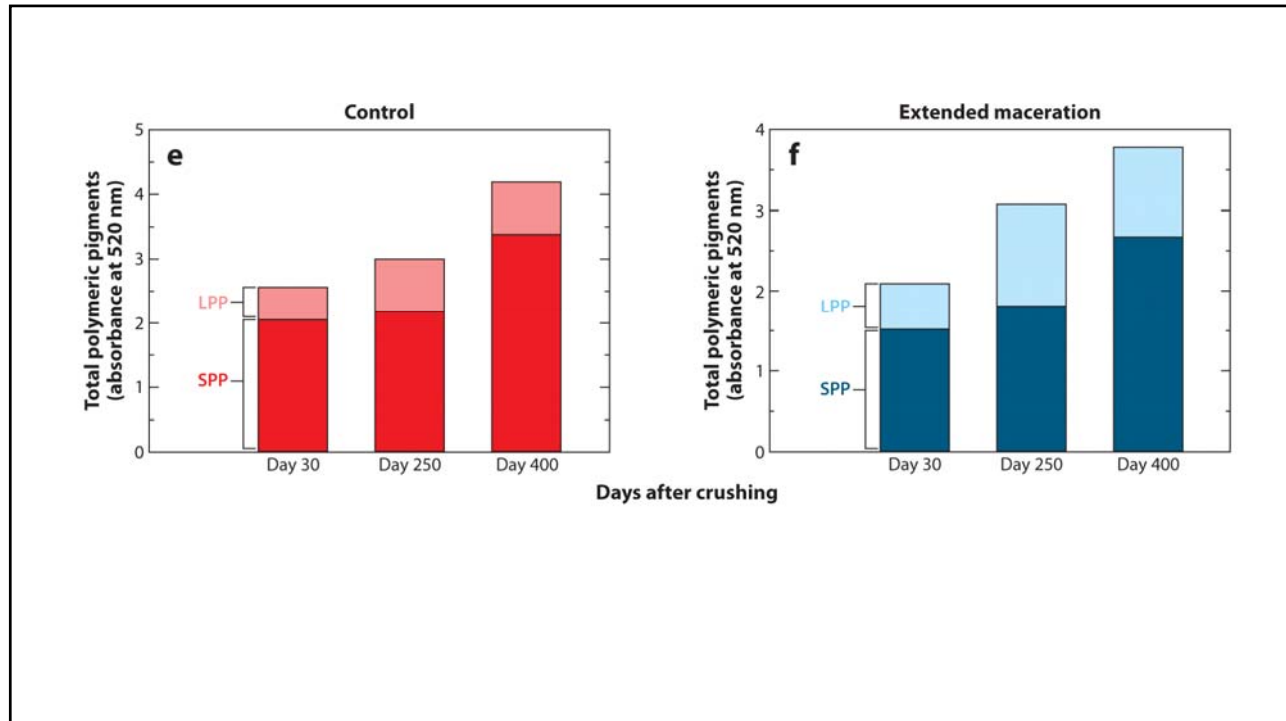 Control
e
Total polymeric pigments
(absorbance at 520 nm)
5
4
3
2
1
0
LPP
SPP
Day 30 Day 250 Day 400
Extended maceration
f
Total polymeric pigments
(absorbance at 520 nm)
4
3
2
1
0
LPP
SPP
Day 30 Day 250 Day 400
Days after crushing